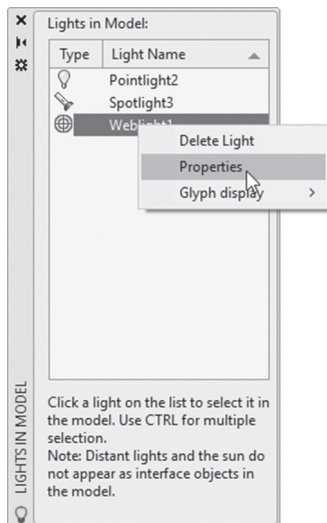 Lights in Model:
Type Light Name
Pointlight2
Spotlight3
Weblight1
Delete Light
Properties
Glyph display
LIGHTS IN MODEL
Click a light on the list to select it in
the model. Use CTRL for multiple
selection.
Note: Distant lights and the sun do
not appear as interface objects in
the model.